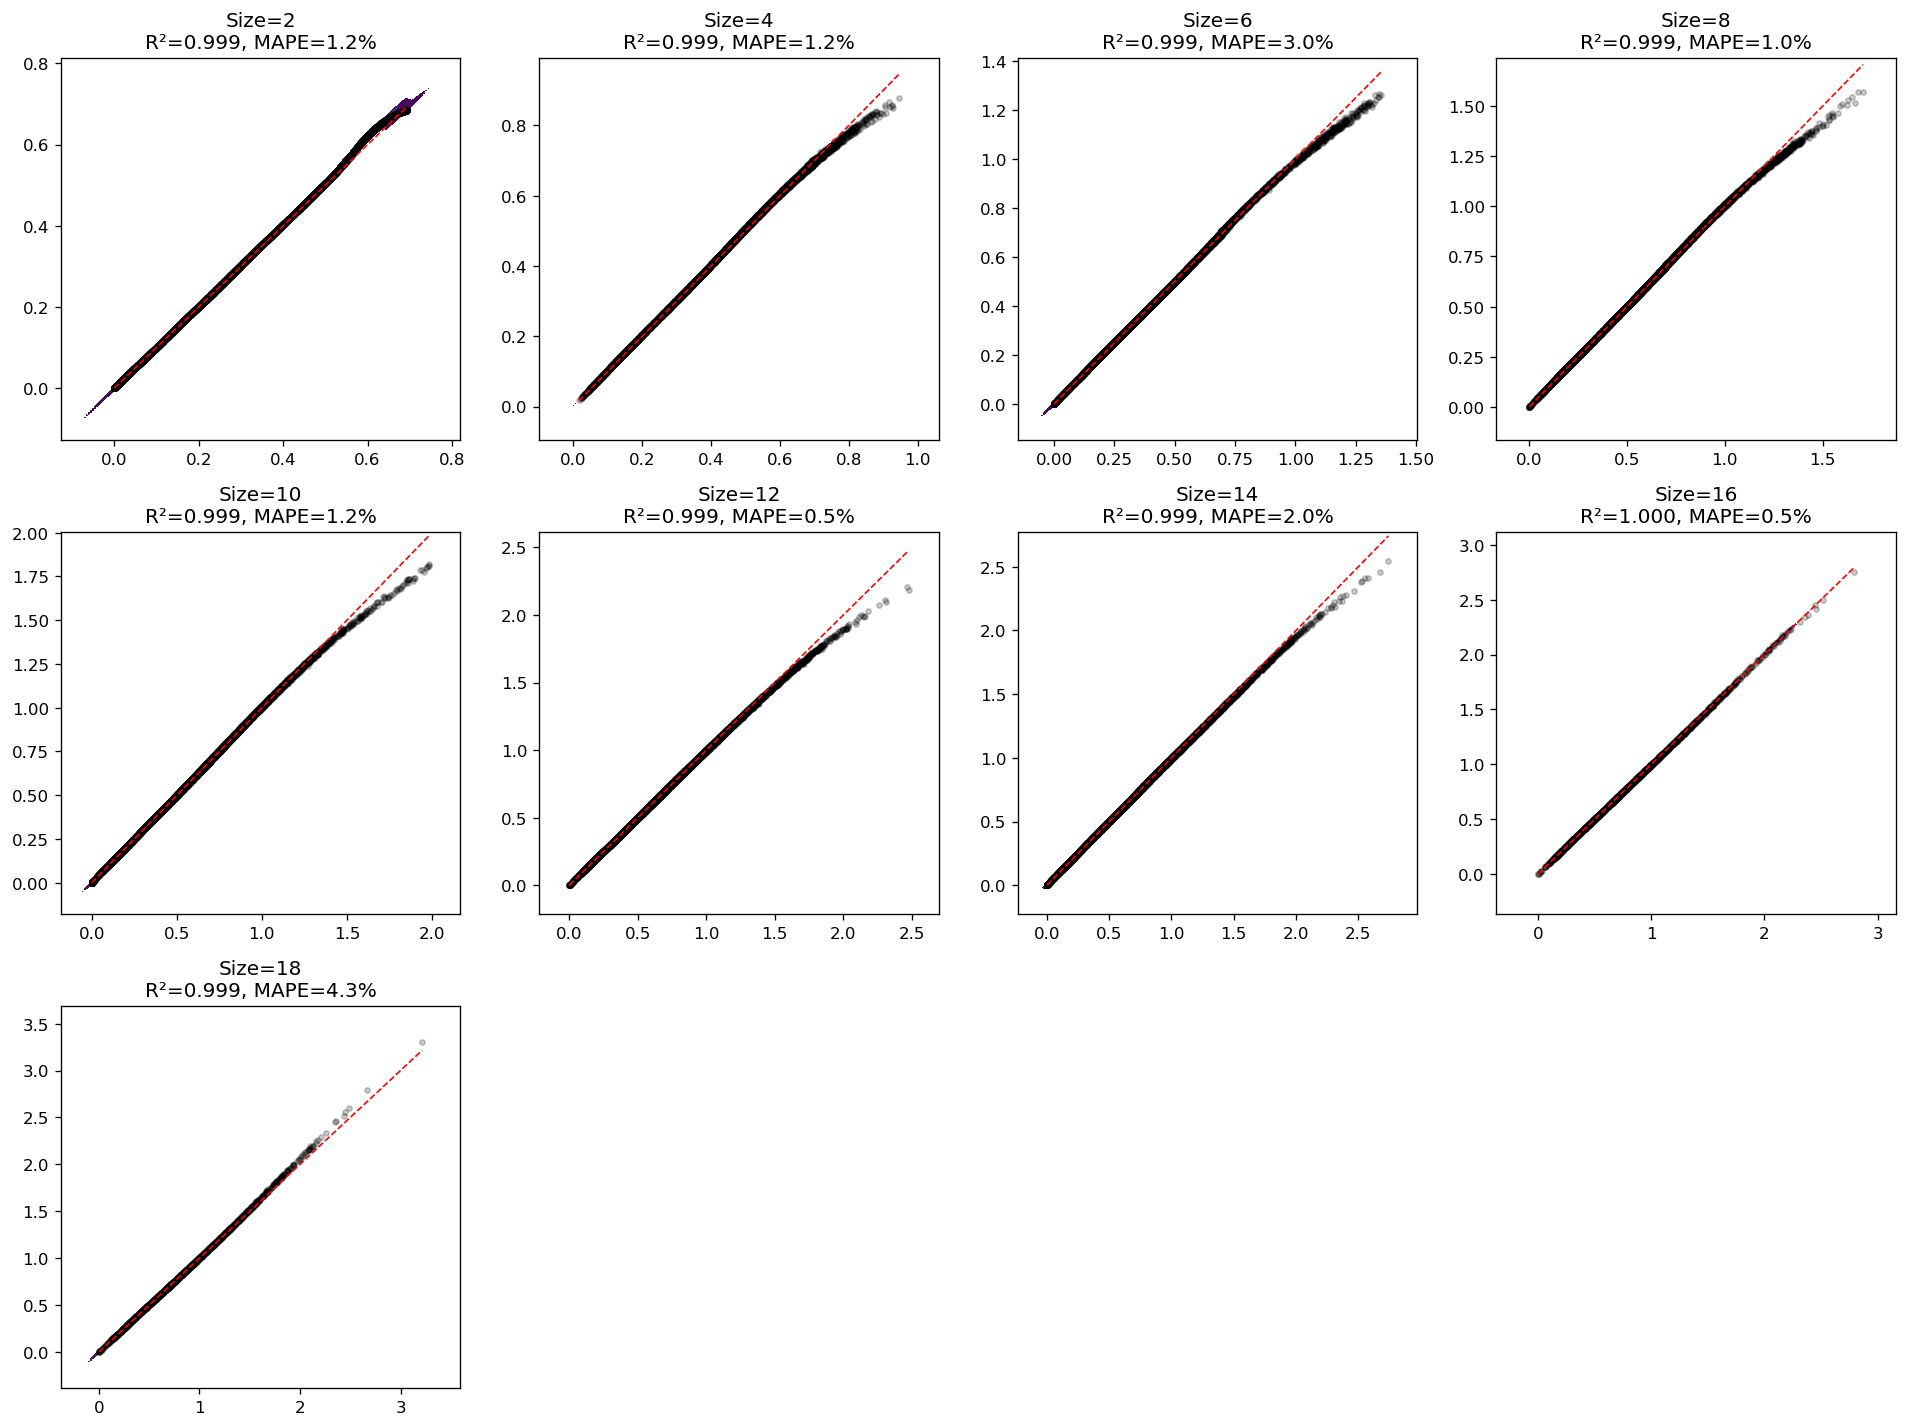 Size=2
R²=0.999, MAPE=1.2%
0.8
0.6
0.4
0.2
0.0
0.0 0.2 0.4 0.6 0.8
Size=4
R²=0.999, MAPE=1.2%
0.8
0.6
0.4
0.2
0.0
0.0 0.2 0.4 0.6 0.8 1.0
Size=6
R²=0.999, MAPE=3.0%
1.4
1.2
1.0
0.8
0.6
0.4
0.2
0.0
0.00 0.25 0.50 0.75 1.00 1.25 1.50
Size=8
R²=0.999, MAPE=1.0%
1.50
1.25
1.00
0.75
0.50
0.25
0.00
0.0 0.5 1.0 1.5
Size=10
R²=0.999, MAPE=1.2%
2.00
1.75
1.50
1.25
1.00
0.75
0.50
0.25
0.00
0.0 0.5 1.0 1.5 2.0
Size=12
R²=0.999, MAPE=0.5%
2.5
2.0
1.5
1.0
0.5
0.0
0.0 0.5 1.0 1.5 2.0 2.5
Size=14
R²=0.999, MAPE=2.0%
2.5
2.0
1.5
1.0
0.5
0.0
0.0 0.5 1.0 1.5 2.0 2.5
Size=16
R²=1.000, MAPE=0.5%
3.0
2.5
2.0
1.5
1.0
0.5
0.0
0 1 2 3
Size=18
R²=0.999, MAPE=4.3%
3.5
3.0
2.5
2.0
1.5
1.0
0.5
0.0
0 1 2 3